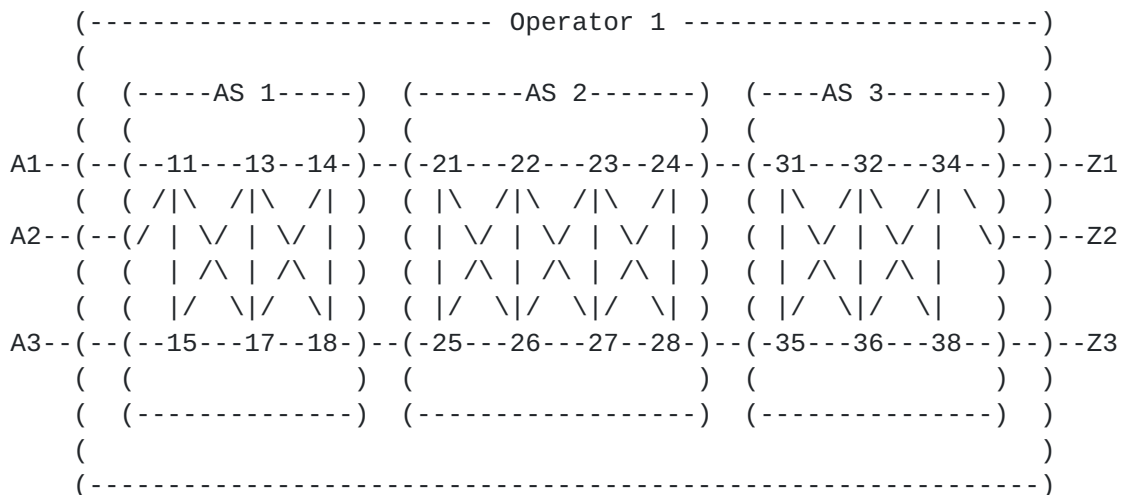 (-------------------------- Operator 1 -----------------------)
(                                                              )
(  (-----AS 1-----)  (-------AS 2-------)  (----AS 3-------)  )
(  (              )  (                  )  (               )  )
A1--(--(--11---13--14-)--(-21---22---23--24-)--(-31---32---34--)--)--Z1
(  ( /|\  /|\  /| )  ( |\  /|\  /|\  /| )  ( |\  /|\  /| \ )  )
A2--(--(/ | \/ | \/ | )  ( | \/ | \/ | \/ | )  ( | \/ | \/ |  \)--)--Z2
(  (  | /\ | /\ | )  ( | /\ | /\ | /\ | )  ( | /\ | /\ |   )  )
(  (  |/  \|/  \| )  ( |/  \|/  \|/  \| )  ( |/  \|/  \|   )  )
A3--(--(--15---17--18-)--(-25---26---27--28-)--(-35---36---38--)--)--Z3
(  (              )  (                  )  (               )  )
(  (--------------)  (------------------)  (---------------)  )
(                                                              )
(--------------------------------------------------------------)